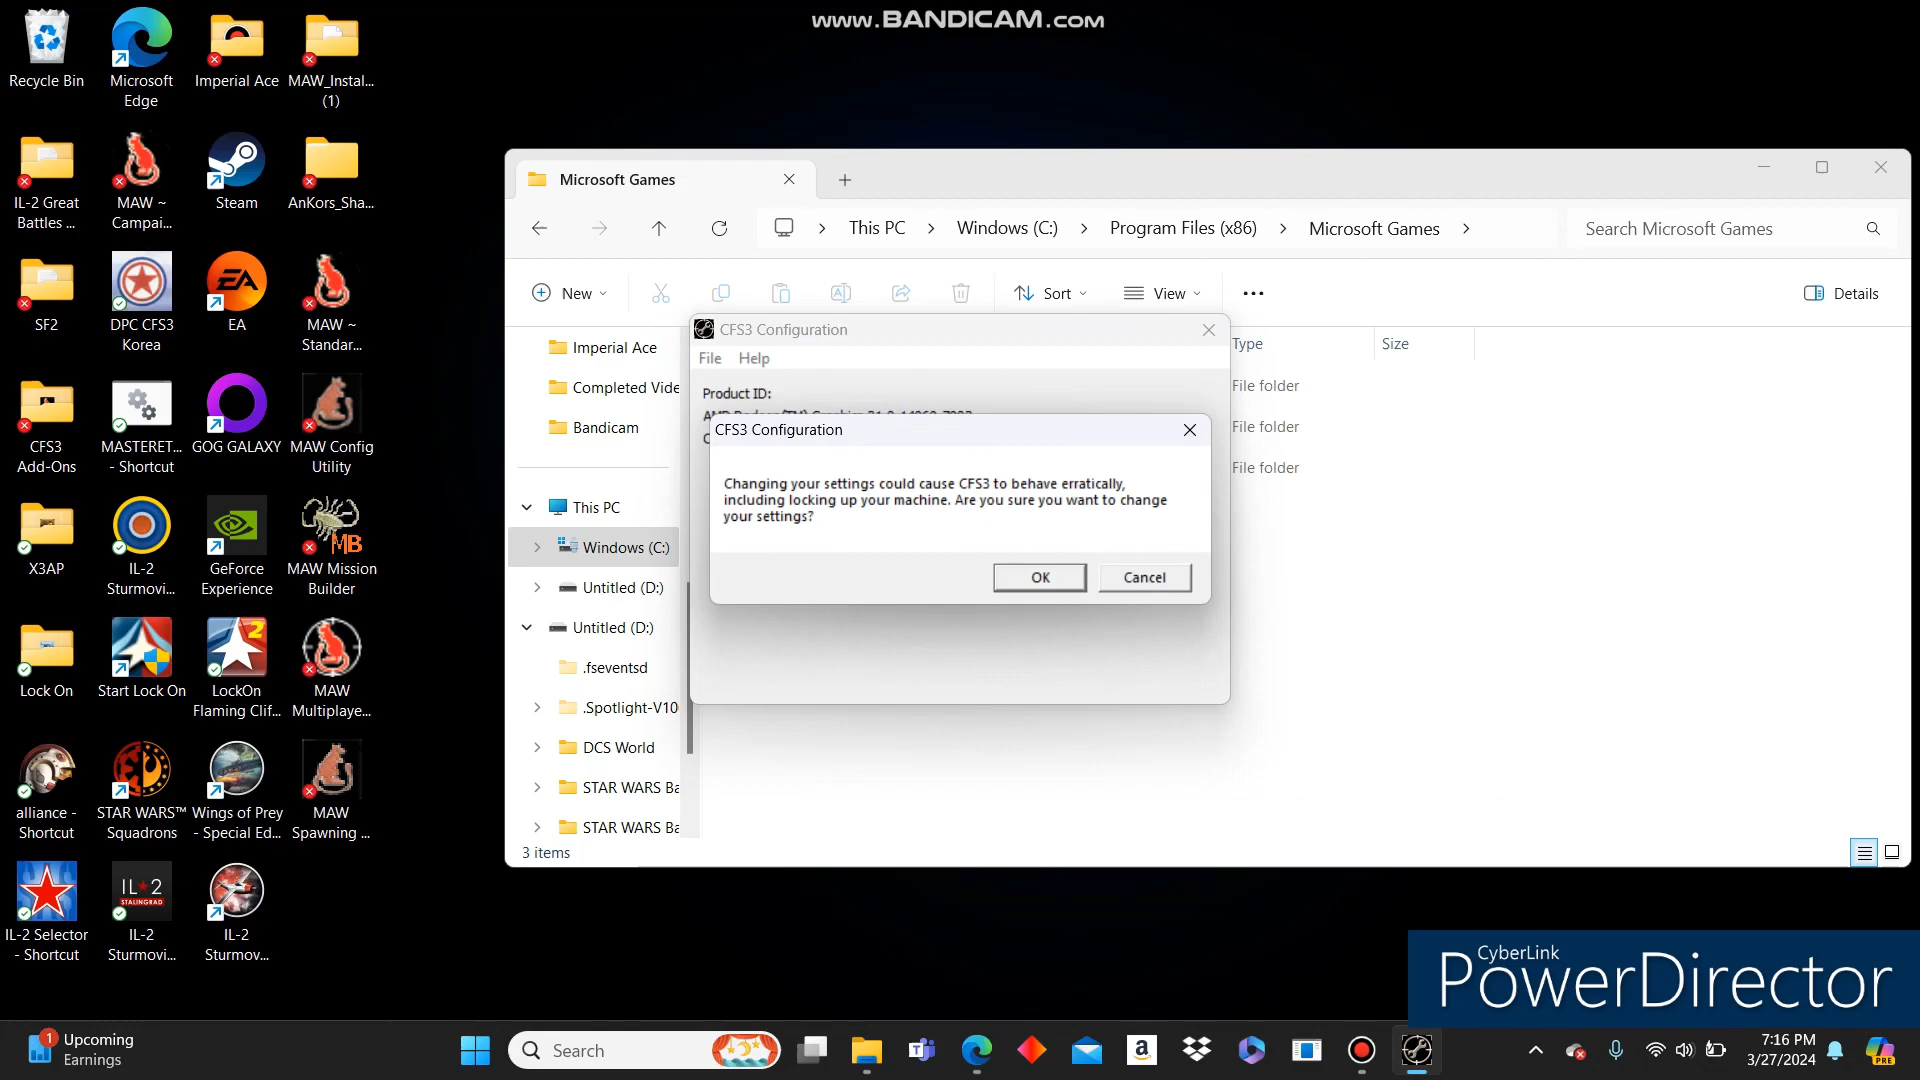 www.BANDICAM.com
Recycle Bin
Microsoft
Edge
Imperial Ace
MAW_Instal...
(1)
IL-2 Great
Battles ...
MAW ~
Campai...
Steam
AnKors_Sha...
SF2
DPC CFS3
Korea
EA
EA
MAW ~
Standar...
CFS3
Add-Ons
MASTERET...
- Shortcut
GOG GALAXY
MAW Config
Utility
X3AP
IL-2
Sturmovi...
GeForce
Experience
MB
MAW Mission
Builder
Lock On
Start Lock On
2
LockOn
Flaming Clif...
MAW
Multiplaye...
alliance -
Shortcut
STAR WARS™
Squadrons
Wings of Prey
- Special Ed...
MAW
Spawning ...
IL-2 Selector
- Shortcut
IL★2
STALINGRAD
IL-2
Sturmovi...
IL-2
Sturmov...
Microsoft Games
This PC
Windows (C:)
Program Files (x86)
Microsoft Games
Search Microsoft Games
New
Sort
View
Details
Imperial Ace
Completed Vide
Bandicam
This PC
Windows (C:)
Untitled (D:)
Untitled (D:)
.fseventsd
.Spotlight-V10
DCS World
STAR WARS Ba
STAR WARS Ba
3 items
Type
Size
File folder
File folder
File folder
CFS3 Configuration
File
Help
Product ID:
CFS3 Configuration
Changing your settings could cause CFS3 to behave erratically,
including locking up your machine. Are you sure you want to change
your settings?
OK
Cancel
CyberLink
PowerDirector
1
Upcoming
Earnings
Search
T
a
7:16 PM
3/27/2024
PRE